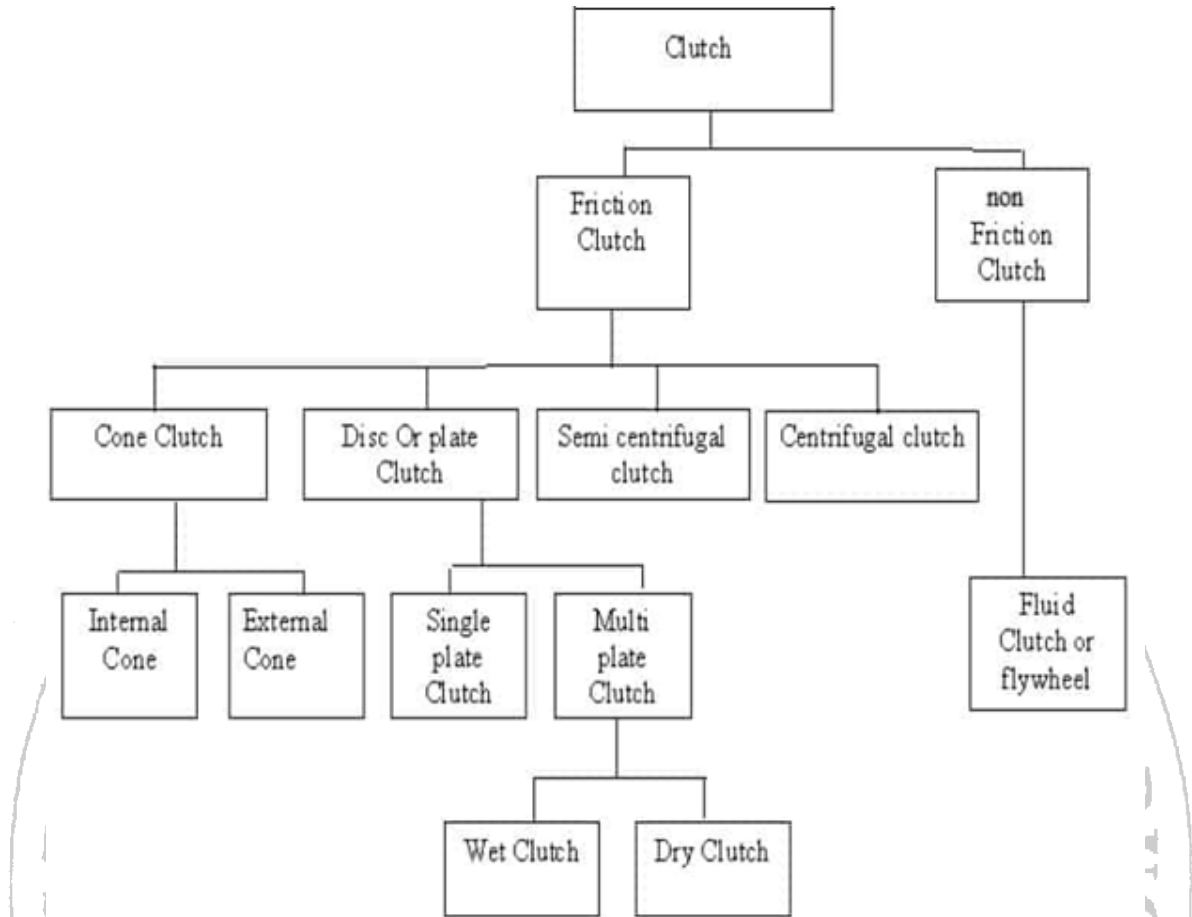 Clutch
Friction
Clutch
non
Friction
Clutch
Cone Clutch
Disc Or plate
Clutch
Semi centrifugal
clutch
Centrifugal clutch
Internal
Cone
External
Cone
Single
plate
Clutch
Multi
plate
Clutch
Fluid
Clutch or
flywheel
Wet Clutch
Dry Clutch